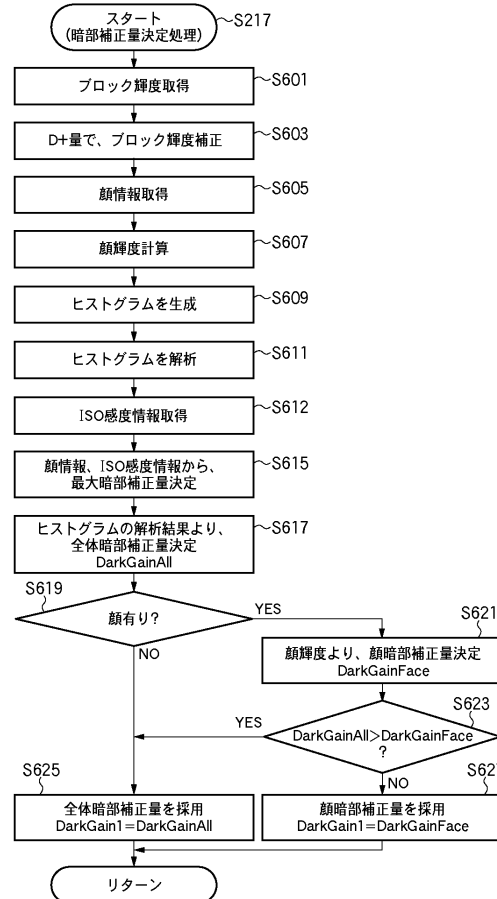 スタート
(暗部補正量決定処理)
S217
ブロック輝度取得
S601
D+量で、ブロック輝度補正
S603
顔情報取得
S605
顔輝度計算
S607
ヒストグラムを生成
S609
ヒストグラムを解析
S611
ISO感度情報取得
S612
顔情報、ISO感度情報から、
最大暗部補正量決定
S615
ヒストグラムの解析結果より、
全体暗部補正量決定
DarkGainAll
S617
S619
顔有り?
YES
NO
S621
顔輝度より、顔暗部補正量決定
DarkGainFace
S623
DarkGainAll>DarkGainFace
?
YES
NO
S625
全体暗部補正量を採用
DarkGain1=DarkGainAll
顔暗部補正量を採用
DarkGain1=DarkGainFace
リターン